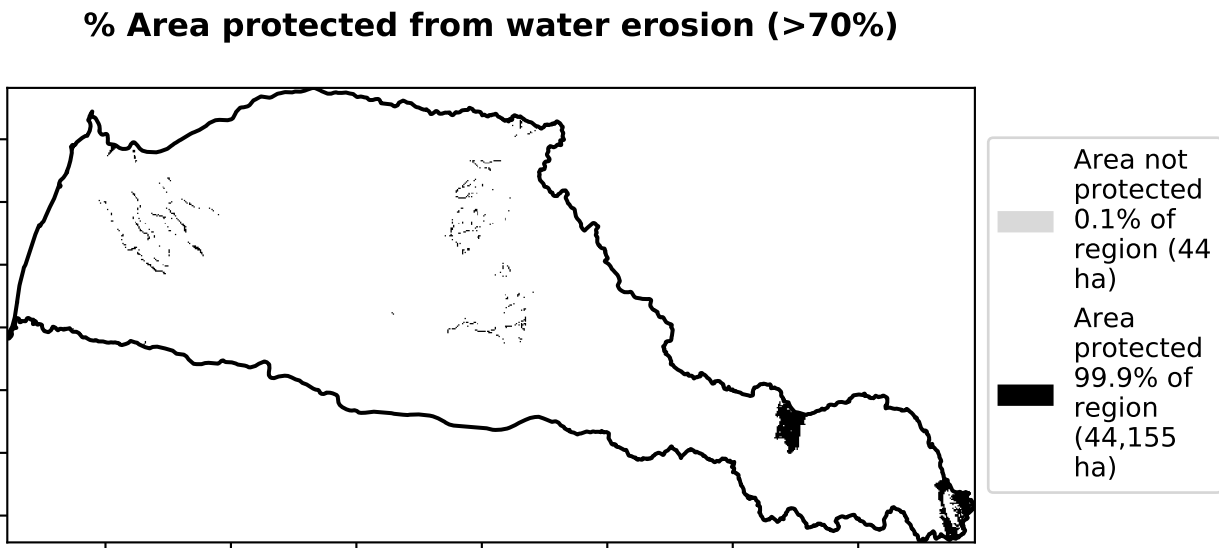 % Area protected from water erosion (>70%)
Area not
protected
0.1% of
region (44
ha)
Area
protected
99.9% of
region
(44,155
ha)